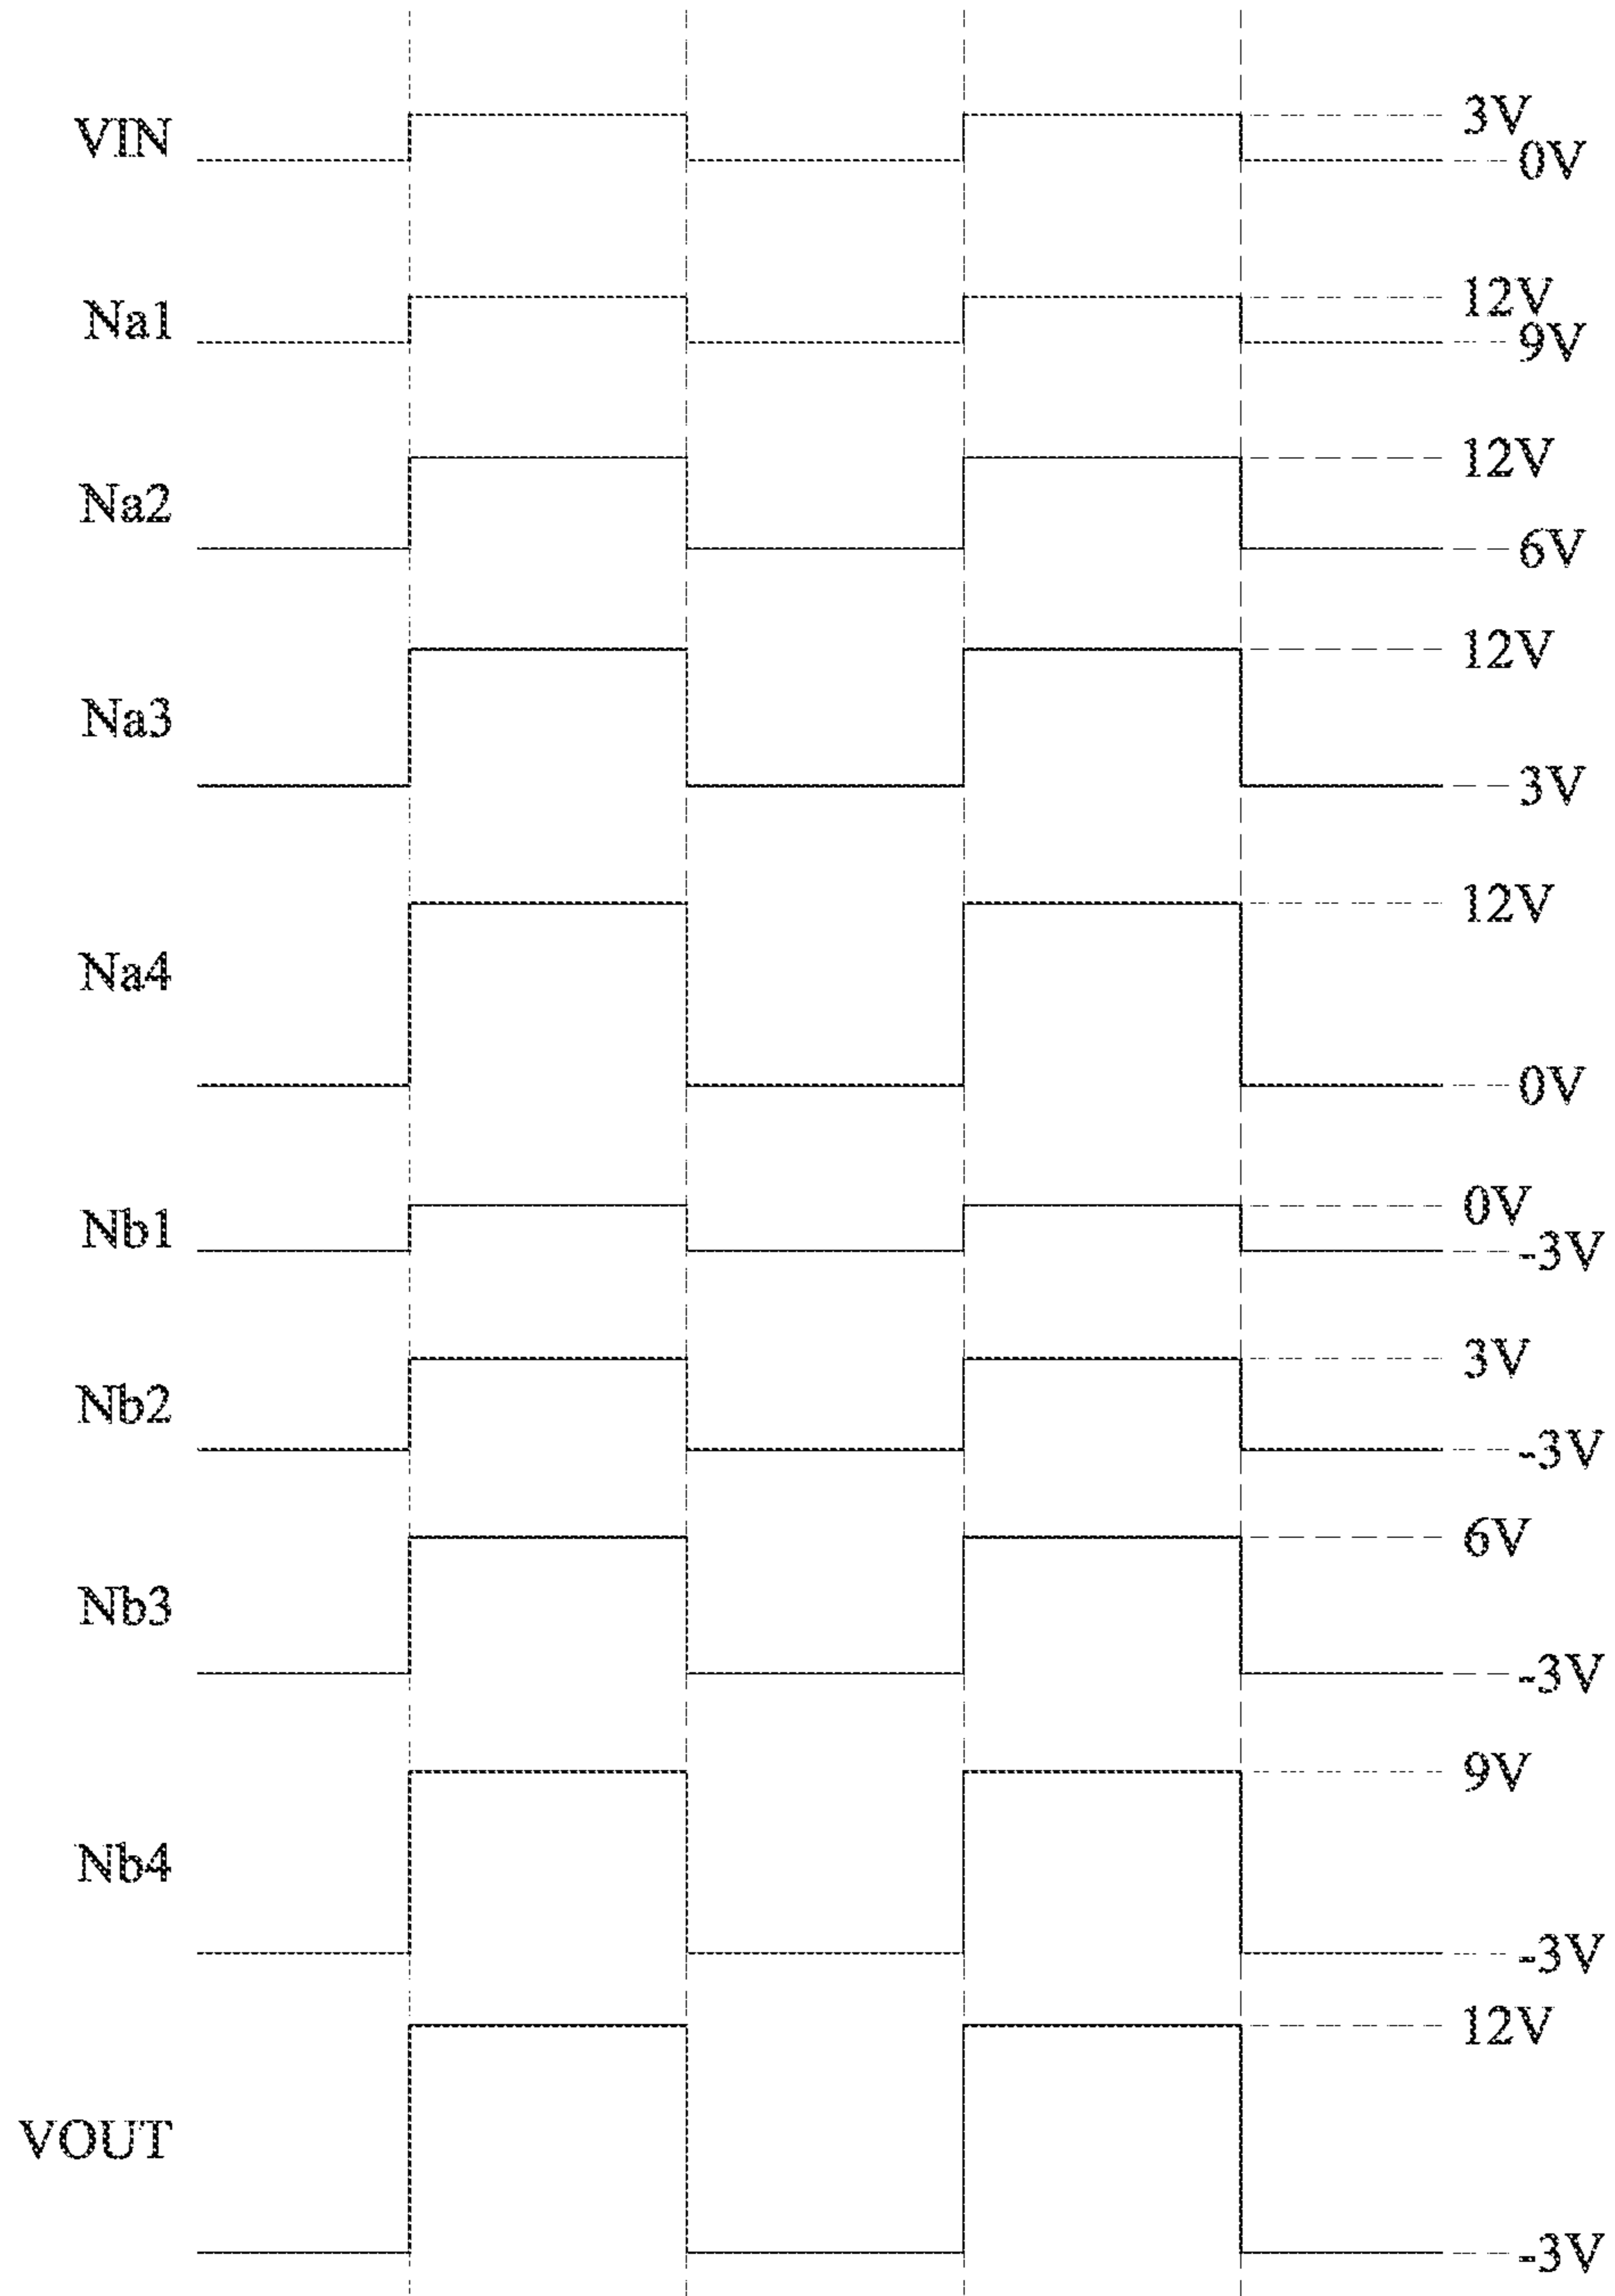 VIN
3V
0V
Na1
12V
9V
Na2
12V
6V
Na3
12V
3V
Na4
12V
0V
Nb1
0V
-3V
Nb2
3V
-3V
Nb3
6V
-3V
Nb4
9V
-3V
VOUT
12V
-3V